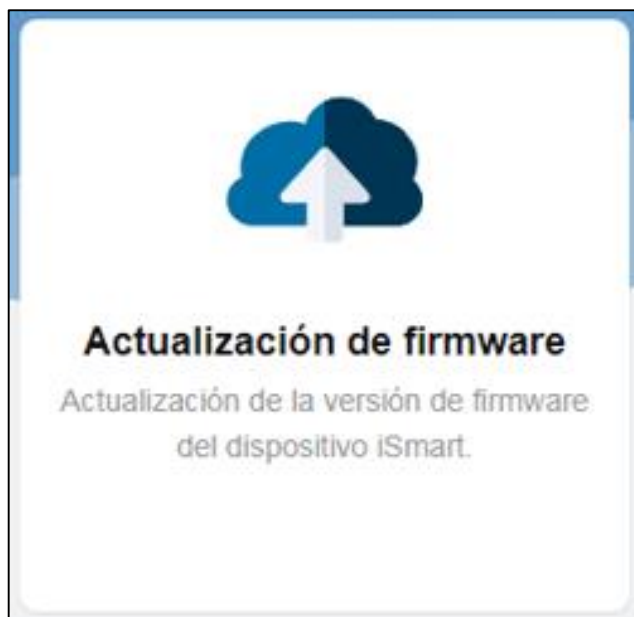 Actualización de firmware
Actualización de la versión de firmware
del dispositivo iSmart.